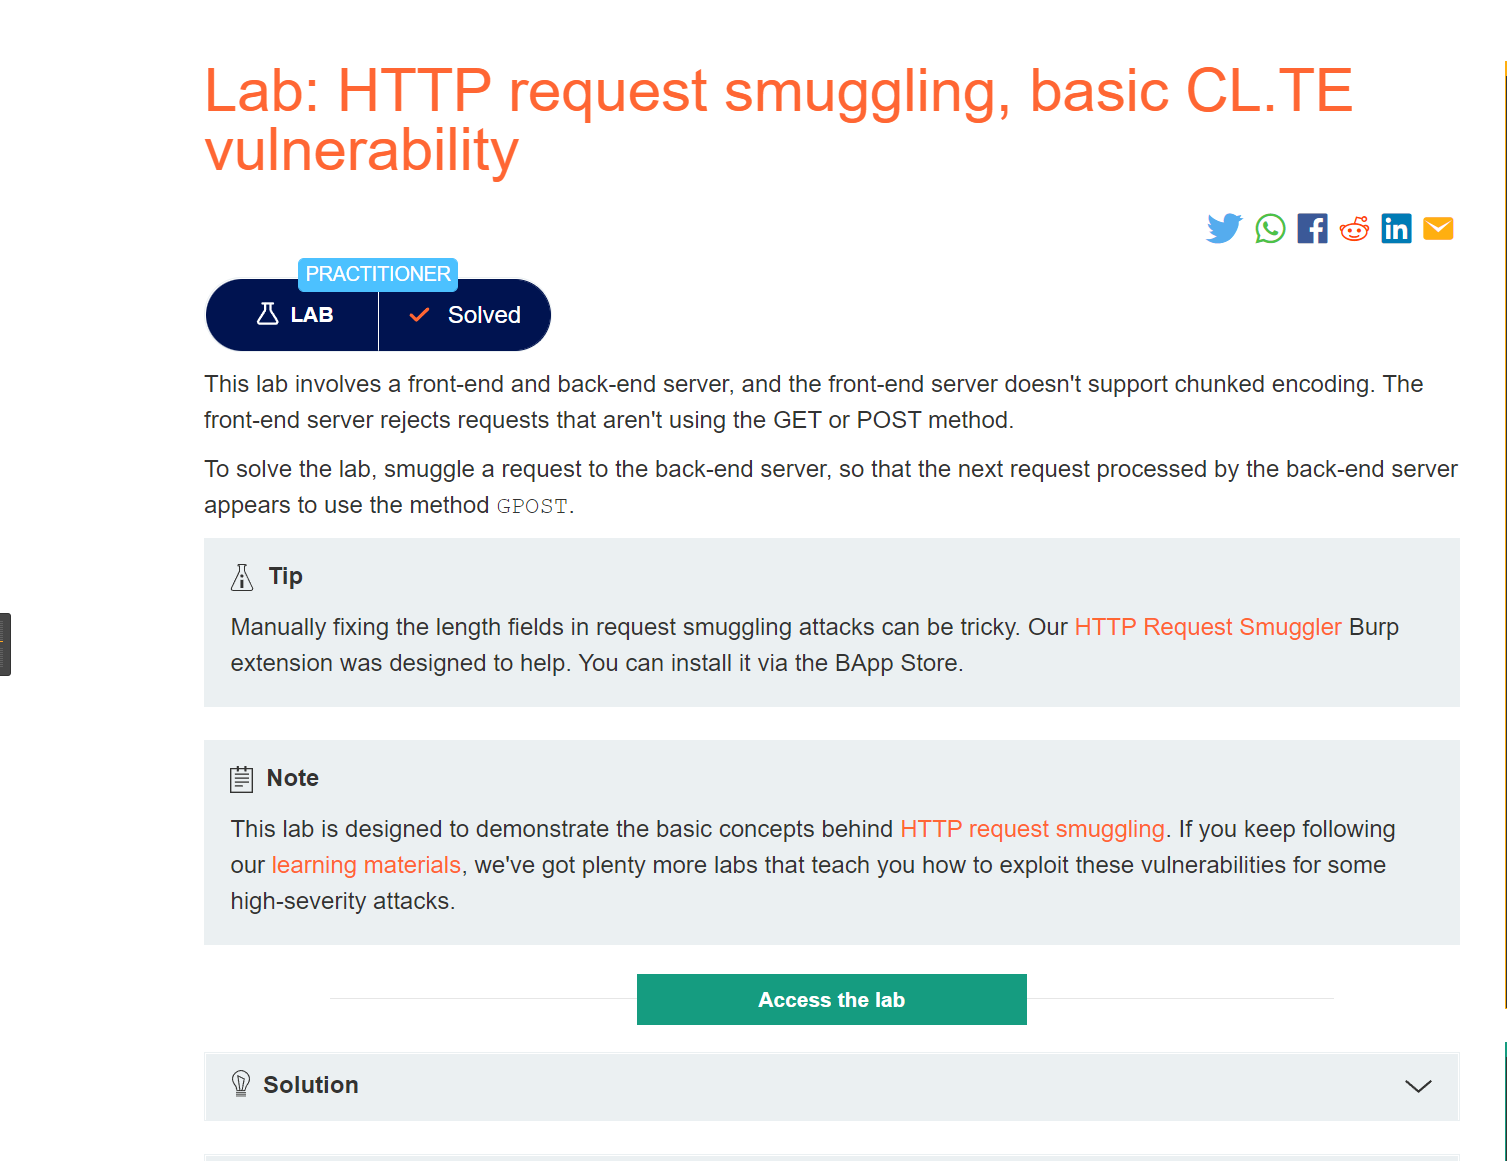 Lab: HTTP request smuggling, basic CL.TE
vulnerability
PRACTITIONER
LAB
Solved
This lab involves a front-end and back-end server, and the front-end server doesn't support chunked encoding. The
front-end server rejects requests that aren't using the GET or POST method.
To solve the lab, smuggle a request to the back-end server, so that the next request processed by the back-end server
appears to use the method GPOST.
Tip
Manually fixing the length fields in request smuggling attacks can be tricky. Our HTTP Request Smuggler Burp
extension was designed to help. You can install it via the BApp Store.
Note
This lab is designed to demonstrate the basic concepts behind HTTP request smuggling. If you keep following
our learning materials, we've got plenty more labs that teach you how to exploit these vulnerabilities for some
high-severity attacks.
Access the lab
Solution